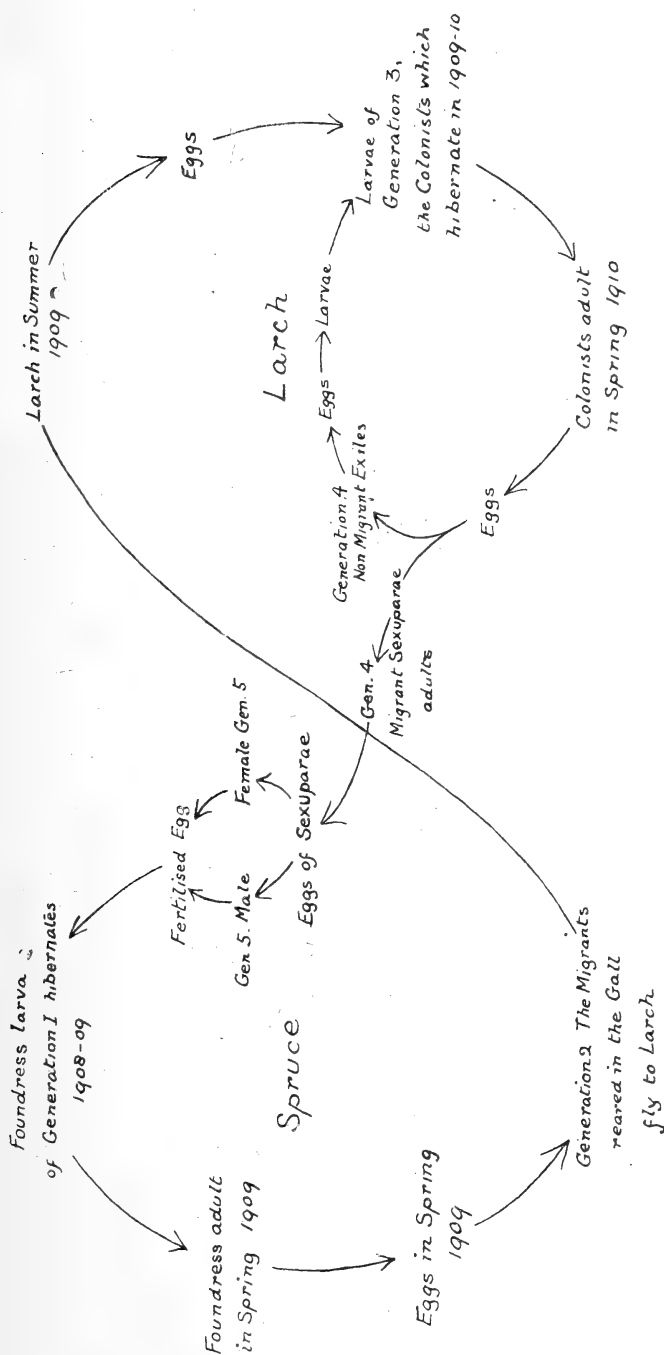 Foundress larva
of Generation I hibernates
1908-09
Foundress adult
in Spring 1909
Eggs in Spring
1909
Generation 2 The Migrants
reared in the Gall
fly to Larch
Spruce
Fertilised Egg
Gen 5. Male
Female Gen. 5
Eggs of Sexuparae
Gen. 4
Migrant Sexuparae
adults
Larch in Summer
1909
Eggs
Larvae of
Generation 3,
the Colonists which
hibernate in 1909-10
Colonists adult
in Spring 1910
Eggs
Generation 4
Non Migrant Exiles
Eggs
Larvae
Larch